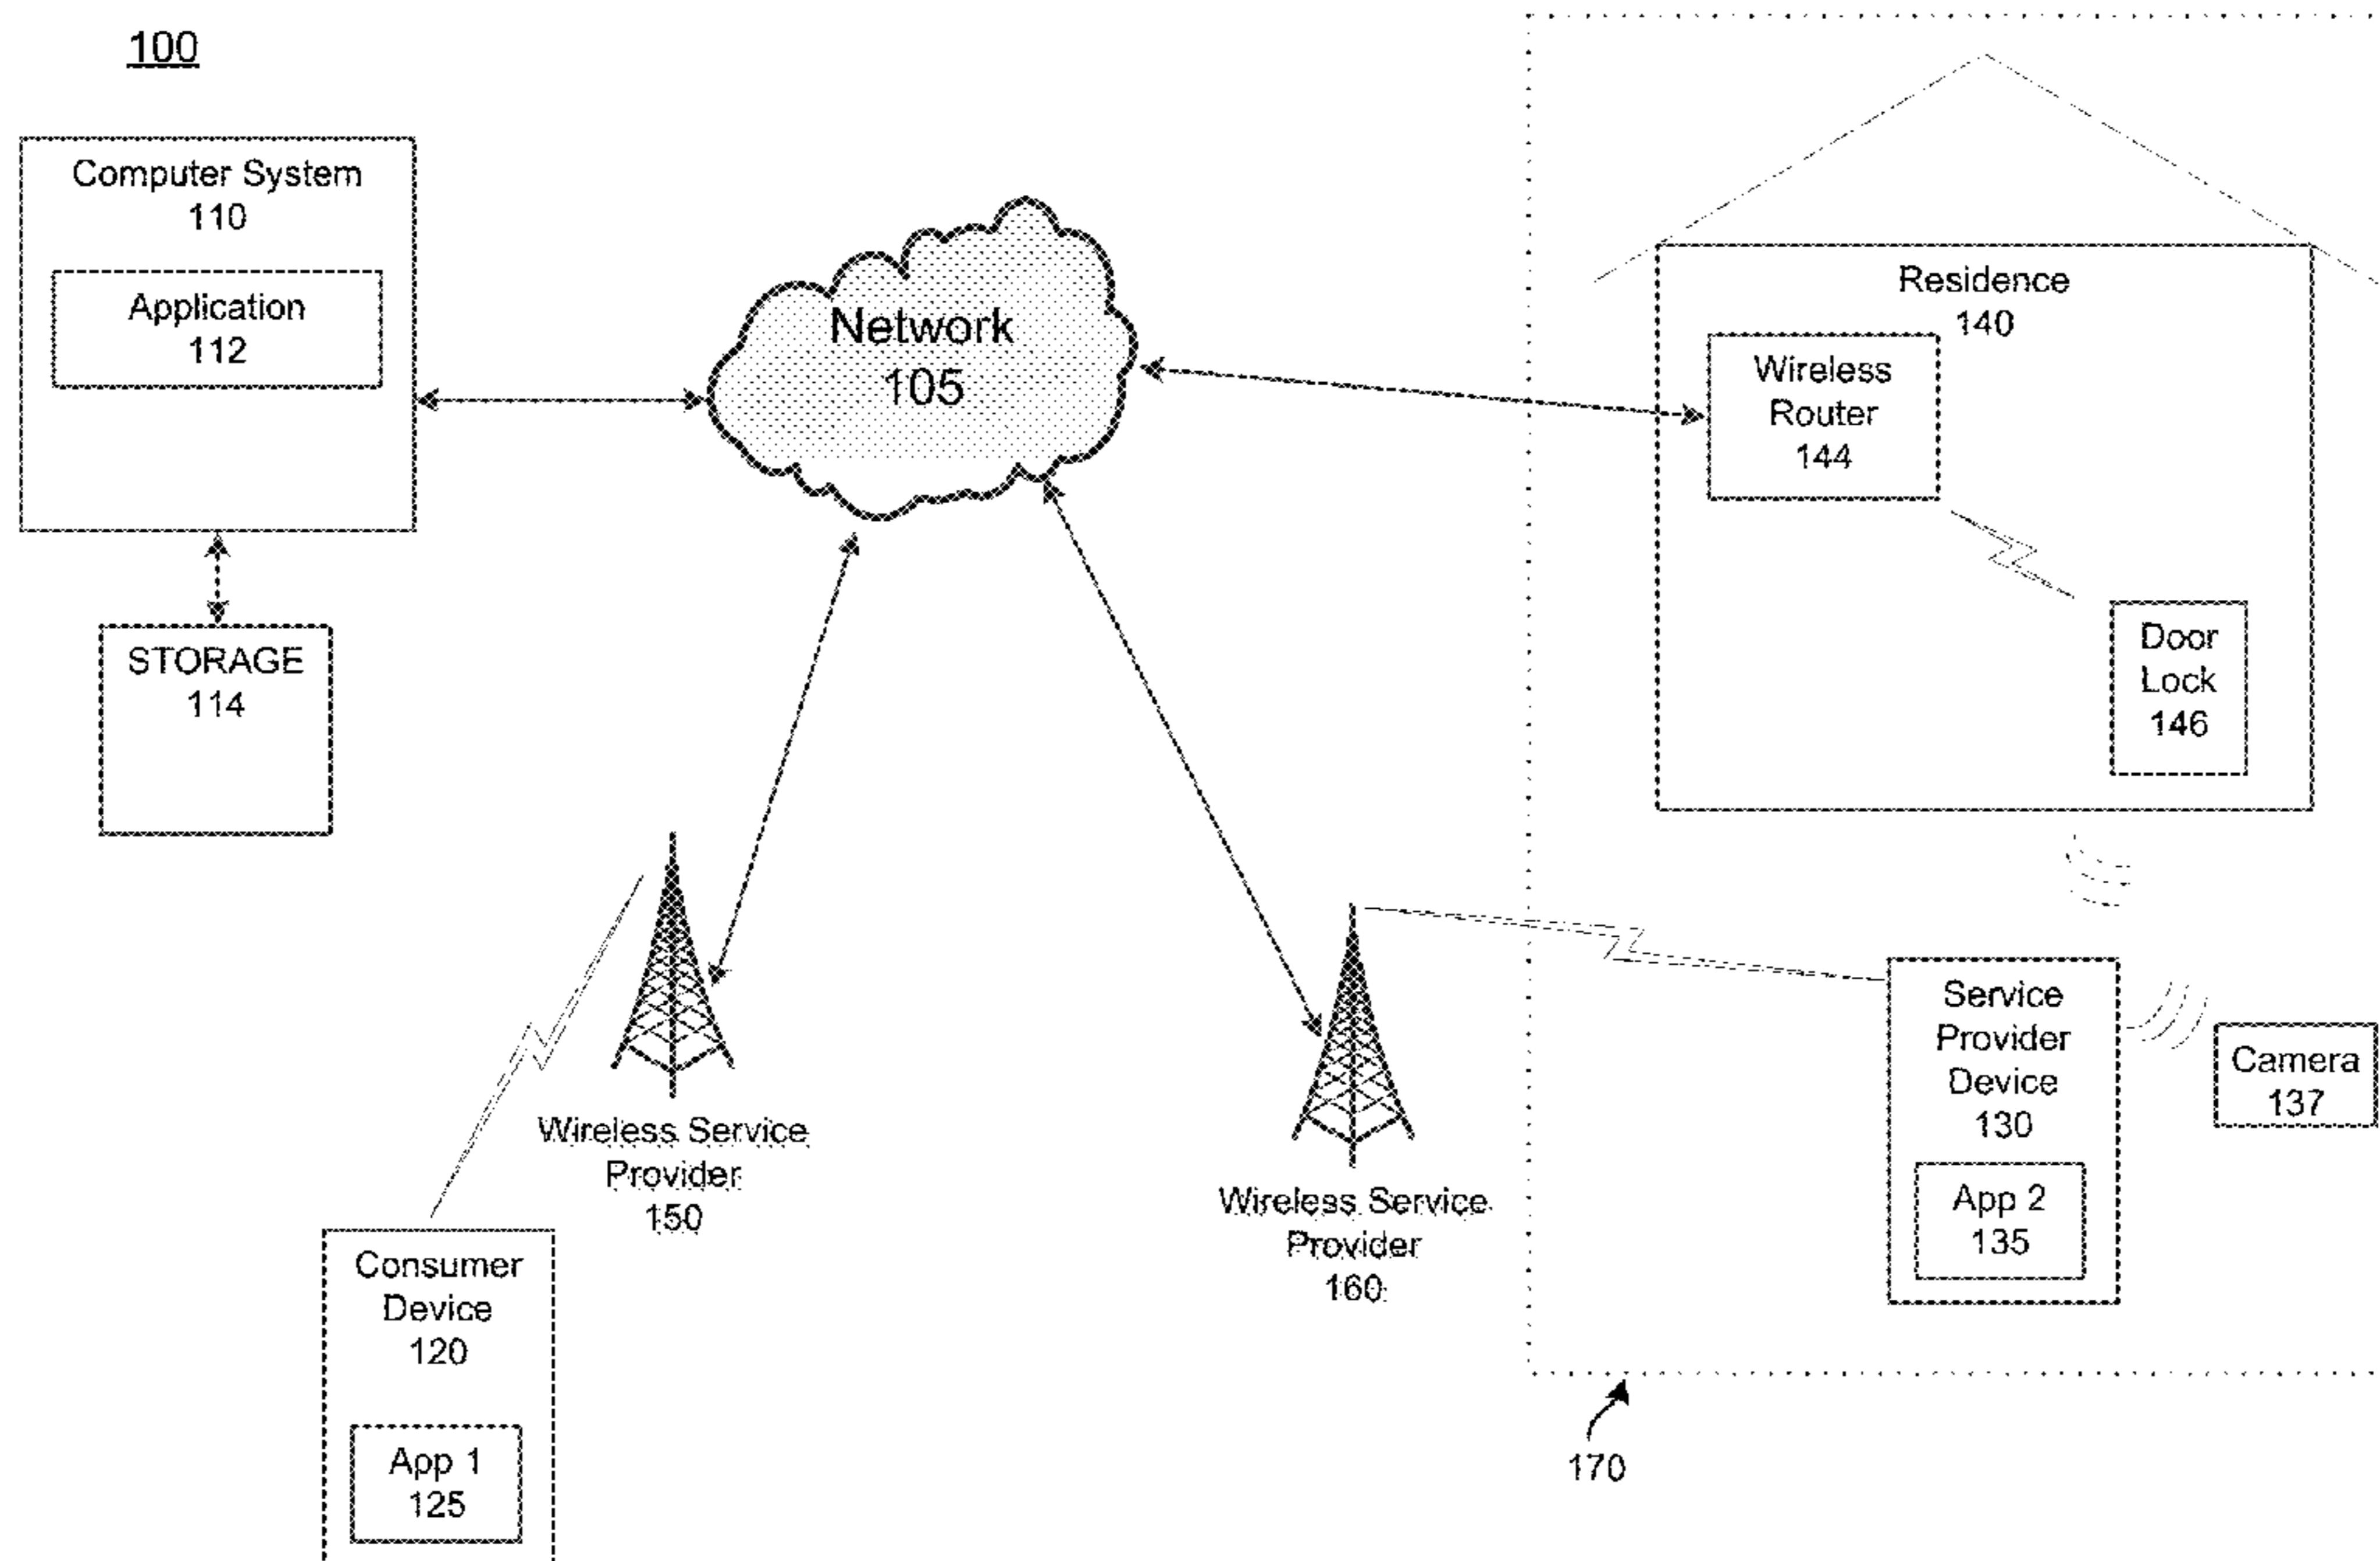 100
Computer System
110
Application
112
STORAGE
114
Network
105
Residence
140
Wireless
Router
144
Door
Lock
146
Wireless Service
Provider
150
Wireless Service
Provider
160
Service
Provider
Device
130
App 2
135
Camera
137
Consumer
Device
120
App 1
125
170